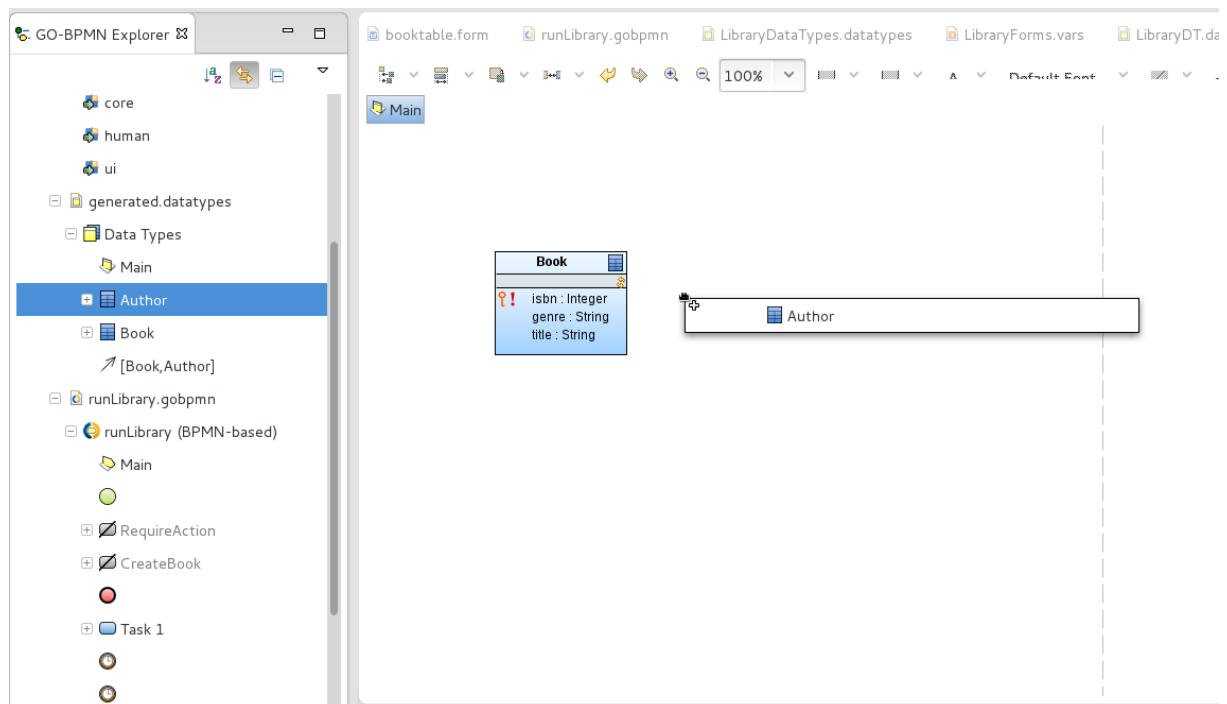 GO-BPMN Explorer
core
human
ui
generated.datatypes
Data Types
Main
Author
Book
[Book,Author]
runLibrary.gobpmn
runLibrary (BPMN-based)
Main
RequireAction
CreateBook
Task 1
booktable.form runLibrary.gobpmn LibraryDataTypes.datatypes LibraryForms.vars LibraryDT.da
100% A Default Font
Main
Book
isbn : Integer
genre : String
title : String
Author